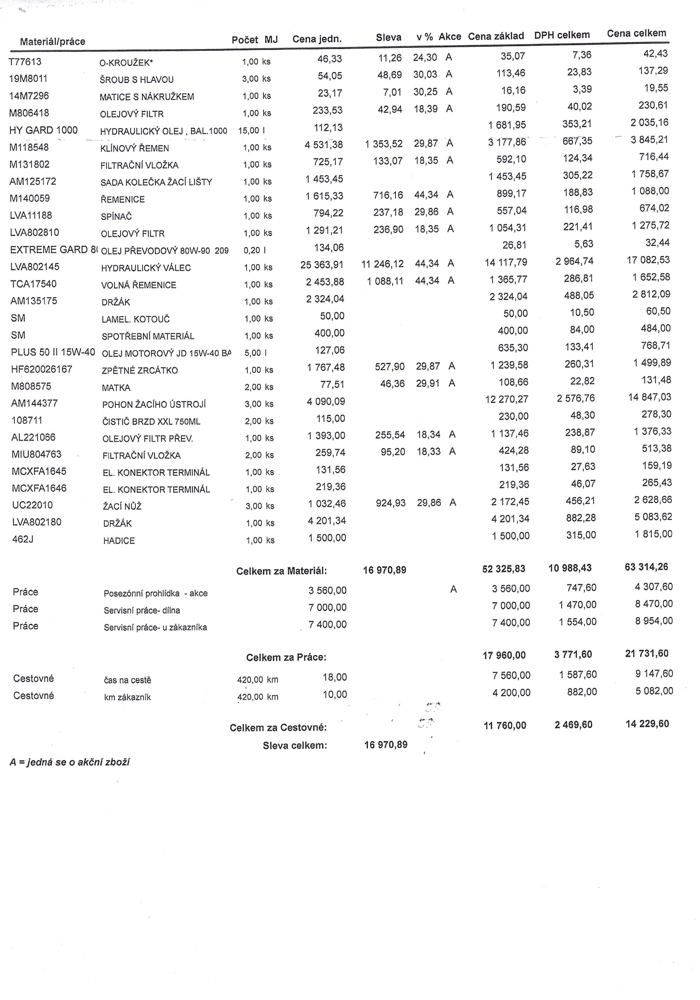 Materiál/práce Počet MJ Cena jedn. Sleva v % Akce Cena základ DPH celkem Cena celkem
T77613 O-KROUŽEK* 1,00 ks 46,33 11,26 24,30 A 35,07 7,36 42,43
19M8011 ŠROUB S HLAVOU 3,00 ks 54,05 48,69 30,03 A 113,46 23,83 137,29
14M7296 MATICE S NÁKRUŽKEM 1,00 ks 23,17 7,01 30,25 A 16,16 3,39 19,55
M806418 OLEJOVÝ FILTR 1,00 ks 233,53 42,94 18,39 A 190,59 40,02 230,61
HY GARD 1000 HYDRAULICKÝ OLEJ , BAL.1000 15,00 l 112,13 1 681,95 353,21 2 035,16
M118548 KLÍNOVÝ ŘEMEN 1,00 ks 4 531,38 1 353,52 29,87 A 3 177,86 667,35 3 845,21
M131802 FILTRAČNÍ VLOŽKA 1,00 ks 725,17 133,07 18,35 A 592,10 124,34 716,44
AM125172 SADA KOLEČKA ŽACÍ LIŠTY 1,00 ks 1 453,45 1 453,45 305,22 1 758,67
M140059 ŘEMENICE 1,00 ks 1 615,33 716,16 44,34 A 899,17 188,83 1 088,00
LVA11188 SPÍNAČ 1,00 ks 794,22 237,18 29,86 A 557,04 116,98 674,02
LVA802810 OLEJOVÝ FILTR 1,00 ks 1 291,21 236,90 18,35 A 1 054,31 221,41 1 275,72
EXTREME GARD 8( OLEJ PŘEVODOVÝ 80W-90 209 0,20 l 134,06 26,81 5,63 32,44
LVA802145 HYDRAULICKÝ VÁLEC 1,00 ks 25 363,91 11 246,12 44,34 A 14 117,79 2 964,74 17 082,53
TCA17540 VOLNÁ ŘEMENICE 1,00 ks 2 453,88 1 088,11 44,34 A 1 365,77 286,81 1 652,58
AM135175 DRŽÁK 1,00 ks 2 324,04 2 324,04 488,05 2 812,09
SM LAMEL. KOTOUČ 1,00 ks 50,00 50,00 10,50 60,50
SM SPOTŘEBNÍ MATERIÁL 1,00 ks 400,00 400,00 84,00 484,00
PLUS 50 II 15W-40 OLEJ MOTOROVÝ JD 15W-40 BA 5,00 l 127,06 635,30 133,41 768,71
HF620026167 ZPĚTNÉ ZRCÁTKO 1,00 ks 1 767,48 527,90 29,87 A 1 239,58 260,31 1 499,89
M808575 MATKA 2,00 ks 77,51 46,36 29,91 A 108,66 22,82 131,48
AM144377 POHON ŽACÍHO ÚSTROJÍ 3,00 ks 4 090,09 12 270,27 2 576,76 14 847,03
108711 ČISTIČ BRZD XXL 750ML 2,00 ks 115,00 230,00 48,30 278,30
AL221066 OLEJOVÝ FILTR PŘEV. 1,00 ks 1 393,00 255,54 18,34 A 1 137,46 238,87 1 376,33
MIU804763 FILTRAČNÍ VLOŽKA 2,00 ks 259,74 95,20 18,33 A 424,28 89,10 513,38
MCXFA1645 EL. KONEKTOR TERMINÁL 1,00 ks 131,56 131,56 27,63 159,19
MCXFA1646 EL. KONEKTOR TERMINÁL 1,00 ks 219,36 219,36 46,07 265,43
UC22010 ŽACÍ NŮŽ 3,00 ks 1 032,46 924,93 29,86 A 2 172,45 456,21 2 628,66
LVA802180 DRŽÁK 1,00 ks 4 201,34 4 201,34 882,28 5 083,62
462J HADICE 1,00 ks 1 500,00 1 500,00 315,00 1 815,00
Celkem za Materiál: 16 970,89 52 325,83 10 988,43 63 314,26
Práce Posezónní prohlídka - akce 3 560,00 A 3 560,00 747,60 4 307,60
Práce Servisní práce- dílna 7 000,00 7 000,00 1 470,00 8 470,00
Práce Servisní práce- u zákazníka 7 400,00 7 400,00 1 554,00 8 954,00
Celkem za Práce: 17 960,00 3 771,60 21 731,60
Cestovné čas na cestě 420,00 km 18,00 7 560,00 1 587,60 9 147,60
Cestovné km zákazník 420,00 km 10,00 4 200,00 882,00 5 082,00
Celkem za Cestovné: 11 760,00 2 469,60 14 229,60
Sleva celkem: 16 970,89
A = jedná se o akční zboží